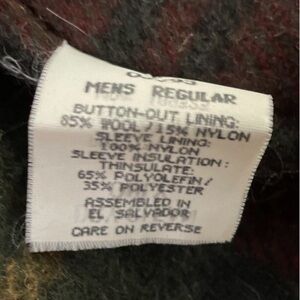 MENS REGULAR
BUTTON-OUT LINING:
85% WOOL/15% NYLON
SLEEVE LINING:
100% NYLON
SLEEVE INSULATION:
THINSULATE:
65% POLYOLEFIN/
35% POLYESTER
ASSEMBLED IN
EL SALVADOR
CARE ON REVERSE